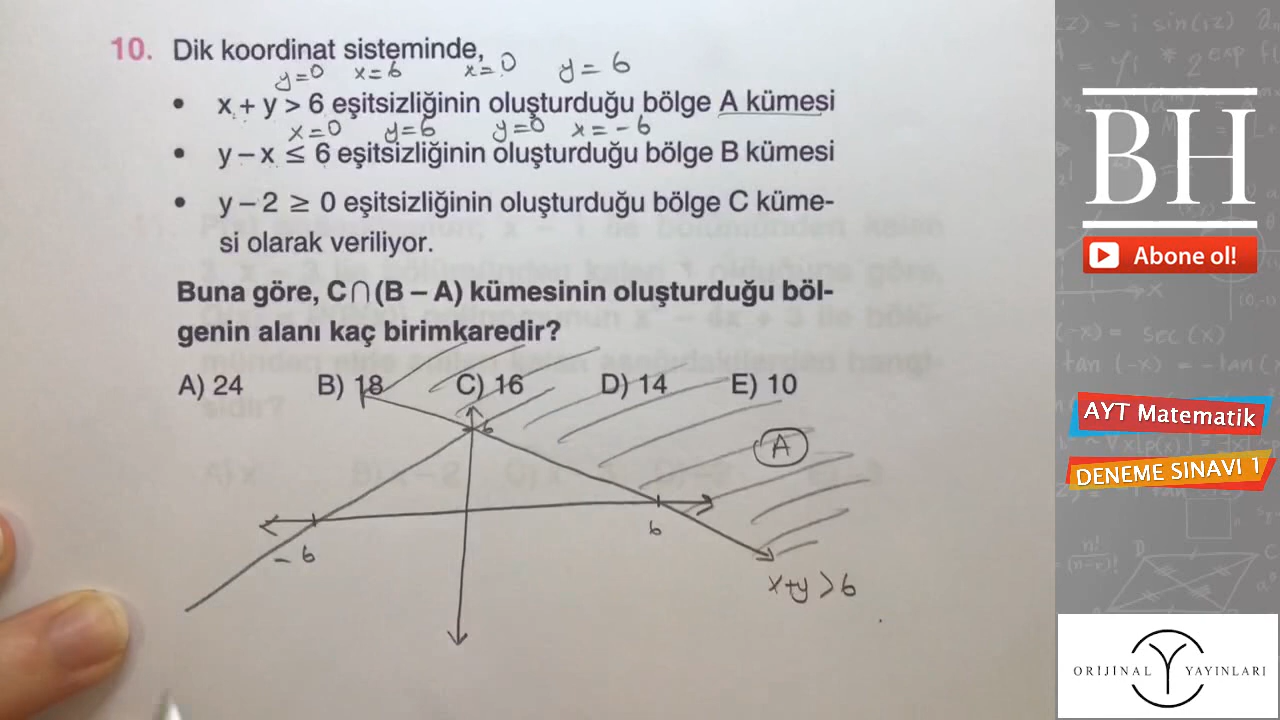 10. Dik koordinat sisteminde,
y=0 x=6 x=0 y=6
• x + y > 6 eşitsizliğinin oluşturduğu bölge A kümesi
x=0 y=6 y=0 x=-6
• y – x ≤ 6 eşitsizliğinin oluşturduğu bölge B kümesi
• y – 2 ≥ 0 eşitsizliğinin oluşturduğu bölge C küme-
si olarak veriliyor.
Buna göre, C∩(B – A) kümesinin oluşturduğu böl-
genin alanı kaç birimkaredir?
A) 24 B) 18 C) 16 D) 14 E) 10
6
A
-6
6
x+y>6
BH
Abone ol!
AYT Matematik
DENEME SINAVI 1
ORİJİNAL YAYINLARI